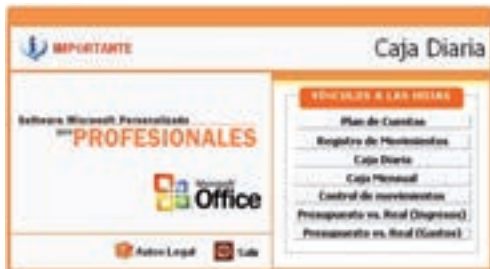 IMPORTANTE
Caja Diaria
Software Microsoft Personalizado
para PROFESIONALES
Microsoft
Office
Aviso Legal
Salir
VÍNCULOS A LAS HOJAS
Plan de Cuentas
Registro de Movimientos
Caja Diaria
Caja Mensual
Control de movimientos
Presupuesto vs. Real (Ingresos)
Presupuesto vs. Real (Gastos)